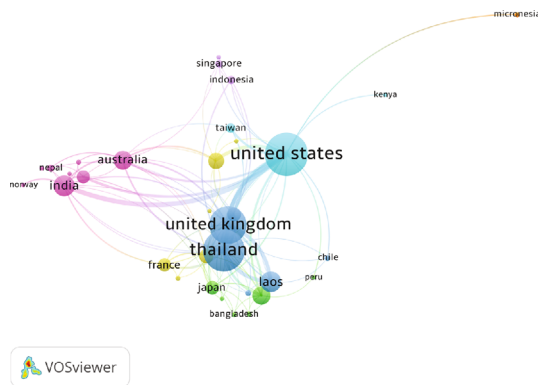 micronesia
singapore
indonesia
kenya
taiwan
united states
australia
nepal
india
norway
united kingdom
thailand
france
chile
laos
peru
japan
bangladesh
VOSviewer